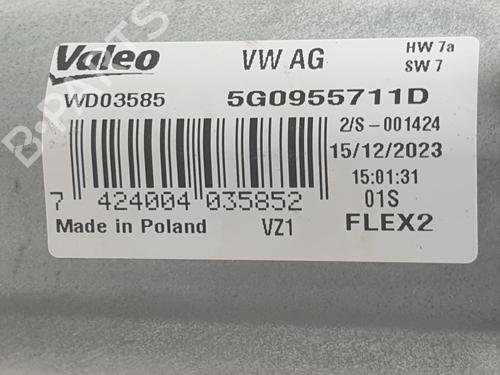 Valeo VW AG HW 7a
SW 7
WD03585 5G0955711D
2/S-001424
15/12/2023
15:01:31
7 424004 035852 01S
Made in Poland VZ1 FLEX2
B-PARTS